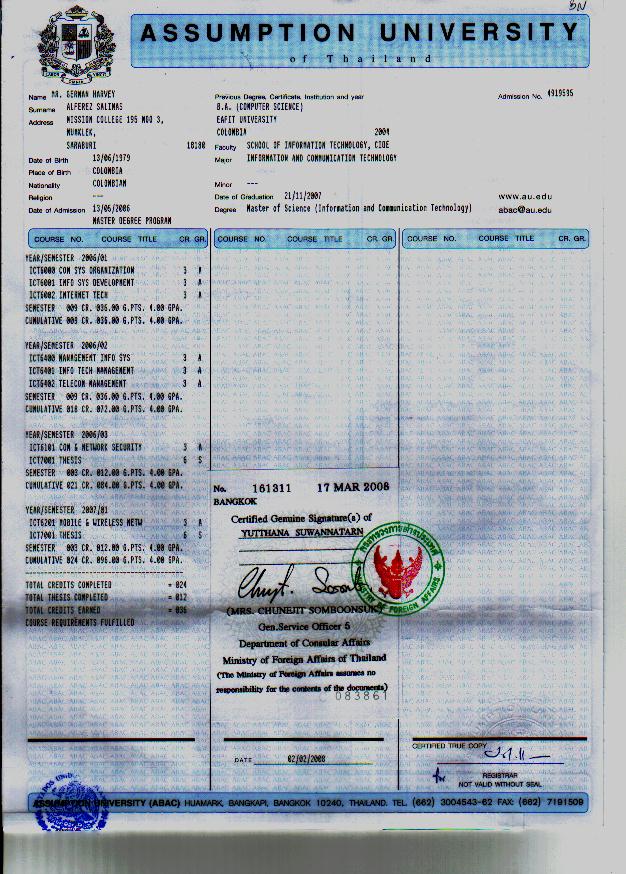 BN
ASSUMPTION UNIVERSITY
of Thailand
Name MR. GERMAN HARVEY
Surname ALFEREZ SALINAS
Address MISSION COLLEGE 195 MOO 3,
MUAKLEK,
SARABURI 18180
Date of Birth 13/06/1979
Place of Birth COLOMBIA
Nationality COLOMBIAN
Religion ---
Date of Admission 13/05/2006
MASTER DEGREE PROGRAM
Previous Degree, Certificate, Institution and year
B.A. (COMPUTER SCIENCE)
EAFIT UNIVERSITY
COLOMBIA 2004
Faculty SCHOOL OF INFORMATION TECHNOLOGY, CIDE
Major INFORMATION AND COMMUNICATION TECHNOLOGY
Minor ---
Date of Graduation 21/11/2007
Degree Master of Science (Information and Communication Technology)
Admission No. 4919535
www.au.edu
abac@au.edu
COURSE NO. COURSE TITLE CR. GR.
COURSE NO. COURSE TITLE CR. GR.
COURSE NO. COURSE TITLE CR. GR.
YEAR/SEMESTER 2006/01
ICT6000 COM SYS ORGANIZATION 3 A
ICT6001 INFO SYS DEVELOPMENT 3 A
ICT6002 INTERNET TECH 3 A
SEMESTER 009 CR. 036.00 G.PTS. 4.00 GPA.
CUMULATIVE 009 CR. 036.00 G.PTS. 4.00 GPA.
YEAR/SEMESTER 2006/02
ICT6400 MANAGEMENT INFO SYS 3 A
ICT6401 INFO TECH MANAGEMENT 3 A
ICT6402 TELECOM MANAGEMENT 3 A
SEMESTER 009 CR. 036.00 G.PTS. 4.00 GPA.
CUMULATIVE 018 CR. 072.00 G.PTS. 4.00 GPA.
YEAR/SEMESTER 2006/03
ICT6101 COM & NETWORK SECURITY 3 A
ICT7001 THESIS 6 S
SEMESTER 003 CR. 012.00 G.PTS. 4.00 GPA.
CUMULATIVE 021 CR. 084.00 G.PTS. 4.00 GPA.
YEAR/SEMESTER 2007/01
ICT6201 MOBILE & WIRELESS NETW 3 A
ICT7001 THESIS 6 S
SEMESTER 003 CR. 012.00 G.PTS. 4.00 GPA.
CUMULATIVE 024 CR. 096.00 G.PTS. 4.00 GPA.
TOTAL CREDITS COMPLETED = 024
TOTAL THESIS COMPLETED = 012
TOTAL CREDITS EARNED = 036
COURSE REQUIREMENTS FULFILLED
No. 161311 17 MAR 2008
BANGKOK
Certified Genuine Signature(s) of
YUTTHANA SUWANNATARN
(MRS. CHUNEJIT SOMBOONSUK)
Gen.Service Officer 5
Department of Consular Affairs
Ministry of Foreign Affairs of Thailand
(The Ministry of Foreign Affairs assumes no
responsibility for the contents of the documents)
083861
MINISTRY OF FOREIGN AFFAIRS
DATE 02/02/2008
CERTIFIED TRUE COPY
REGISTRAR
NOT VALID WITHOUT SEAL
ASSUMPTION UNIVERSITY (ABAC) HUAMARK, BANGKAPI, BANGKOK 10240, THAILAND. TEL. (662) 3004543-62 FAX: (662) 7191509